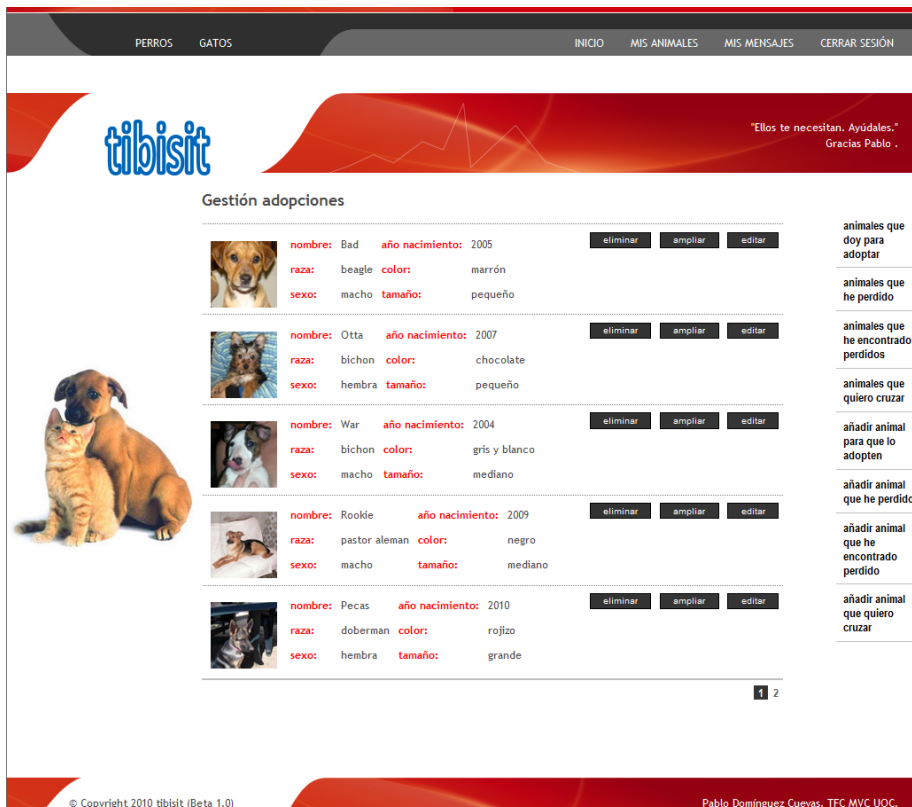 PERROS GATOS INICIO MIS ANIMALES MIS MENSAJES CERRAR SESIÓN
tibisit
"Ellos te necesitan. Ayúdales."
Gracias Pablo .
Gestión adopciones
nombre: Bad año nacimiento: 2005 eliminar ampliar editar
raza: beagle color: marrón
sexo: macho tamaño: pequeño
nombre: Otta año nacimiento: 2007 eliminar ampliar editar
raza: bichon color: chocolate
sexo: hembra tamaño: pequeño
nombre: War año nacimiento: 2004 eliminar ampliar editar
raza: bichon color: gris y blanco
sexo: macho tamaño: mediano
nombre: Rookie año nacimiento: 2009 eliminar ampliar editar
raza: pastor aleman color: negro
sexo: macho tamaño: mediano
nombre: Pecas año nacimiento: 2010 eliminar ampliar editar
raza: doberman color: rojizo
sexo: hembra tamaño: grande
1 2
animales que
doy para
adoptar
animales que
he perdido
animales que
he encontrado
perdidos
animales que
quiero cruzar
añadir animal
para que lo
adopten
añadir animal
que he perdido
añadir animal
que he
encontrado
perdido
añadir animal
que quiero
cruzar
© Copyright 2010 tibisit (Beta 1.0) Pablo Domínguez Cuevas. TFC MVC UOC.